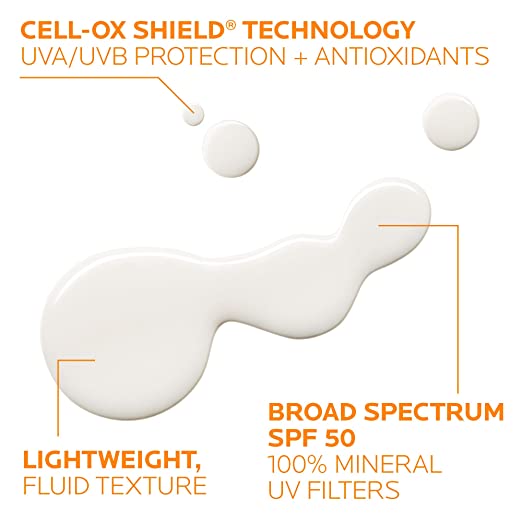 CELL-OX SHIELD® TECHNOLOGY
UVA/UVB PROTECTION + ANTIOXIDANTS
LIGHTWEIGHT,
FLUID TEXTURE
BROAD SPECTRUM
SPF 50
100% MINERAL
UV FILTERS